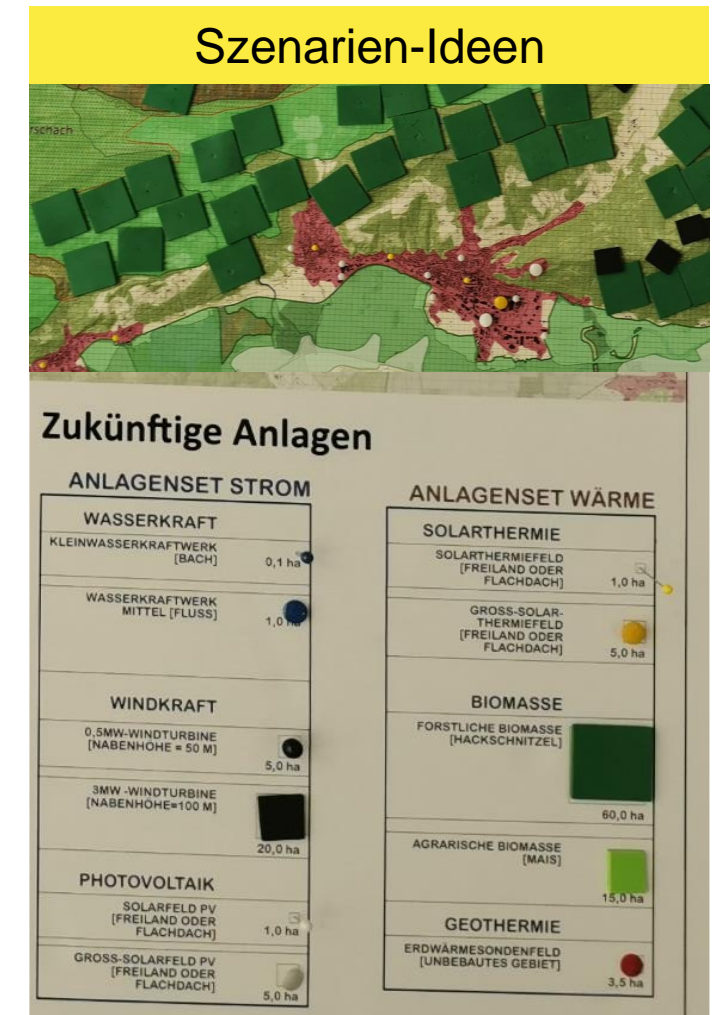 Szenarien-Ideen
rschach
Zukünftige Anlagen
ANLAGENSET STROM
WASSERKRAFT
KLEINWASSERKRAFTWERK
[BACH]
0,1 ha
WASSERKRAFTWERK
MITTEL [FLUSS]
1,0 ha
WINDKRAFT
0,5MW-WINDTURBINE
[NABENHÖHE = 50 M]
5,0 ha
3MW -WINDTURBINE
[NABENHÖHE=100 M]
20,0 ha
PHOTOVOLTAIK
SOLARFELD PV
[FREILAND ODER
FLACHDACH]
1,0 ha
GROSS-SOLARFELD PV
[FREILAND ODER
FLACHDACH]
5,0 ha
ANLAGENSET WÄRME
SOLARTHERMIE
SOLARTHERMIEFELD
[FREILAND ODER
FLACHDACH]
1,0 ha
GROSS-SOLAR-
THERMIEFELD
[FREILAND ODER
FLACHDACH]
5,0 ha
BIOMASSE
FORSTLICHE BIOMASSE
[HACKSCHNITZEL]
60,0 ha
AGRARISCHE BIOMASSE
[MAIS]
15,0 ha
GEOTHERMIE
ERDWÄRMESONDENFELD
[UNBEBAUTES GEBIET]
3,5 ha